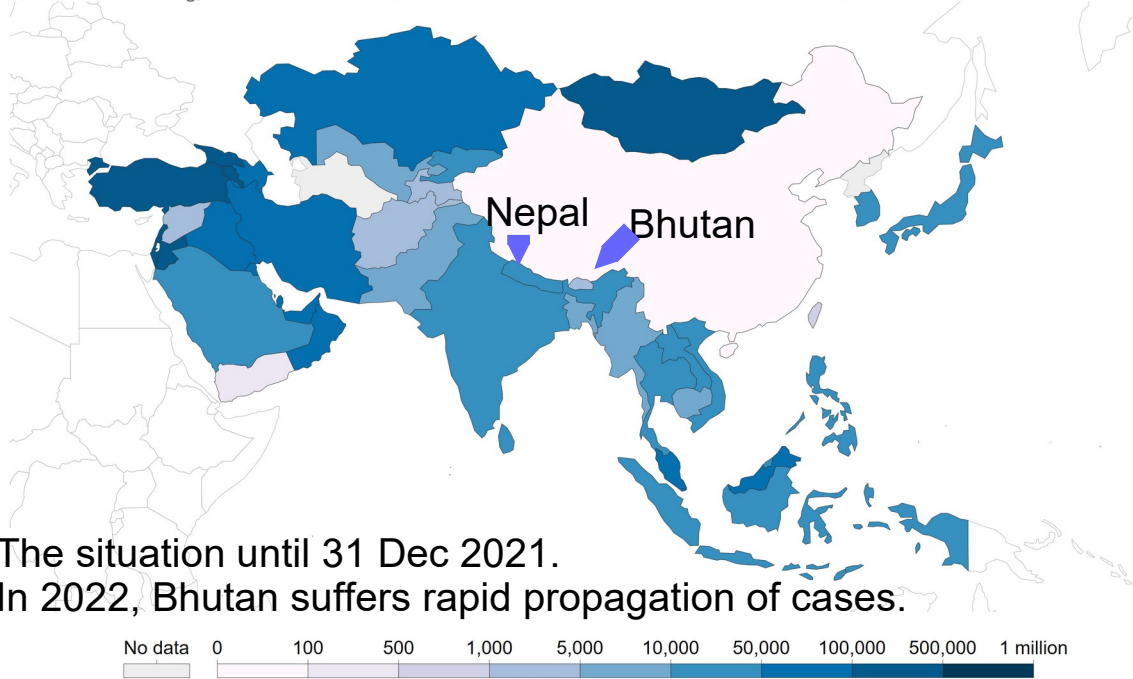 Nepal
Bhutan
The situation until 31 Dec 2021.
In 2022, Bhutan suffers rapid propagation of cases.
No data 0 100 500 1,000 5,000 10,000 50,000 100,000 500,000 1 million